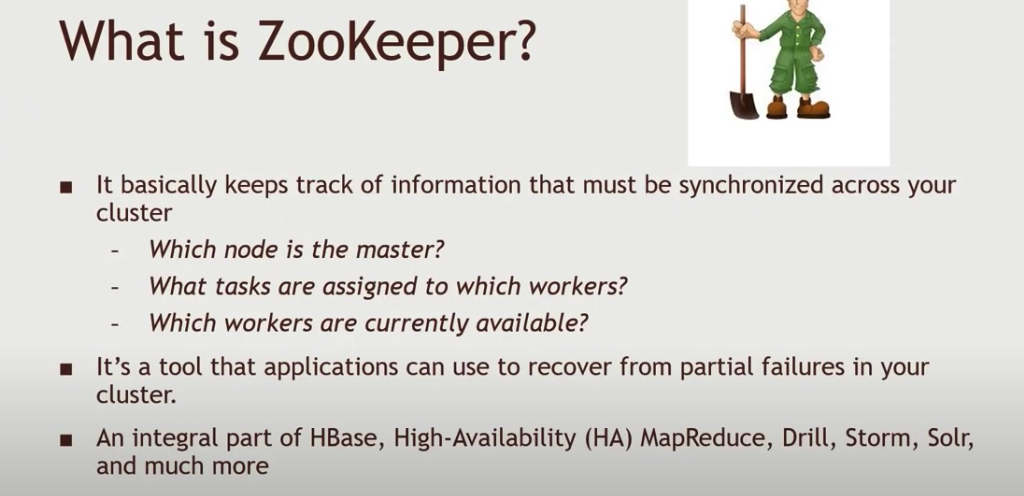 What is ZooKeeper?
▪ It basically keeps track of information that must be synchronized across your
cluster
- Which node is the master?
- What tasks are assigned to which workers?
- Which workers are currently available?
▪ It’s a tool that applications can use to recover from partial failures in your
cluster.
▪ An integral part of HBase, High-Availability (HA) MapReduce, Drill, Storm, Solr,
and much more